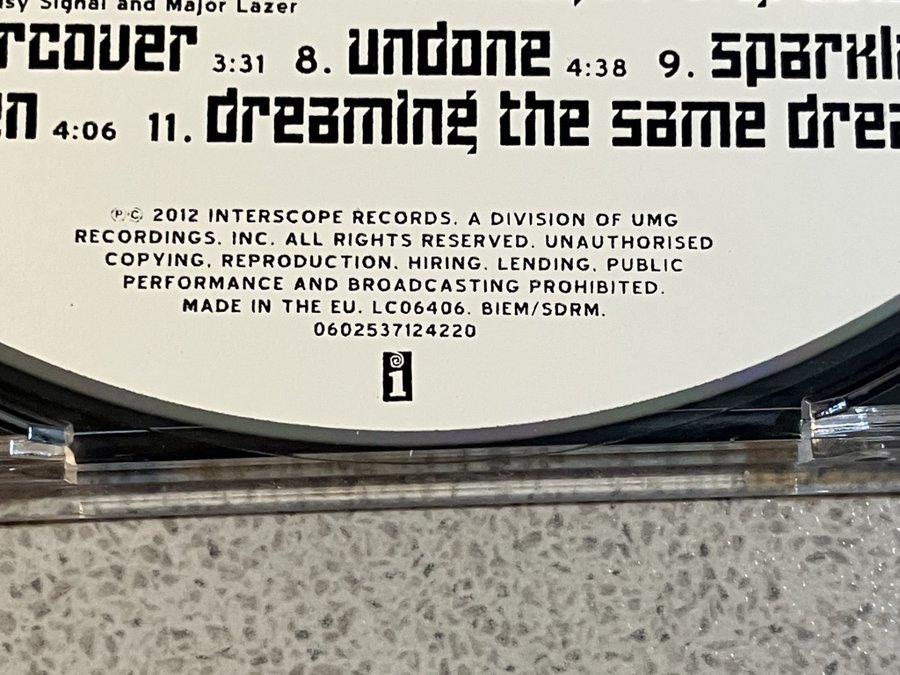 Signal and Major Lazer
rcover 3:31 8. undone 4:38 9. sparkli
en 4:06 11. dreaming the same drea
℗ © 2012 INTERSCOPE RECORDS. A DIVISION OF UMG
RECORDINGS. INC. ALL RIGHTS RESERVED. UNAUTHORISED
COPYING. REPRODUCTION. HIRING. LENDING. PUBLIC
PERFORMANCE AND BROADCASTING PROHIBITED.
MADE IN THE EU. LC06406. BIEM/SDRM.
0602537124220
i